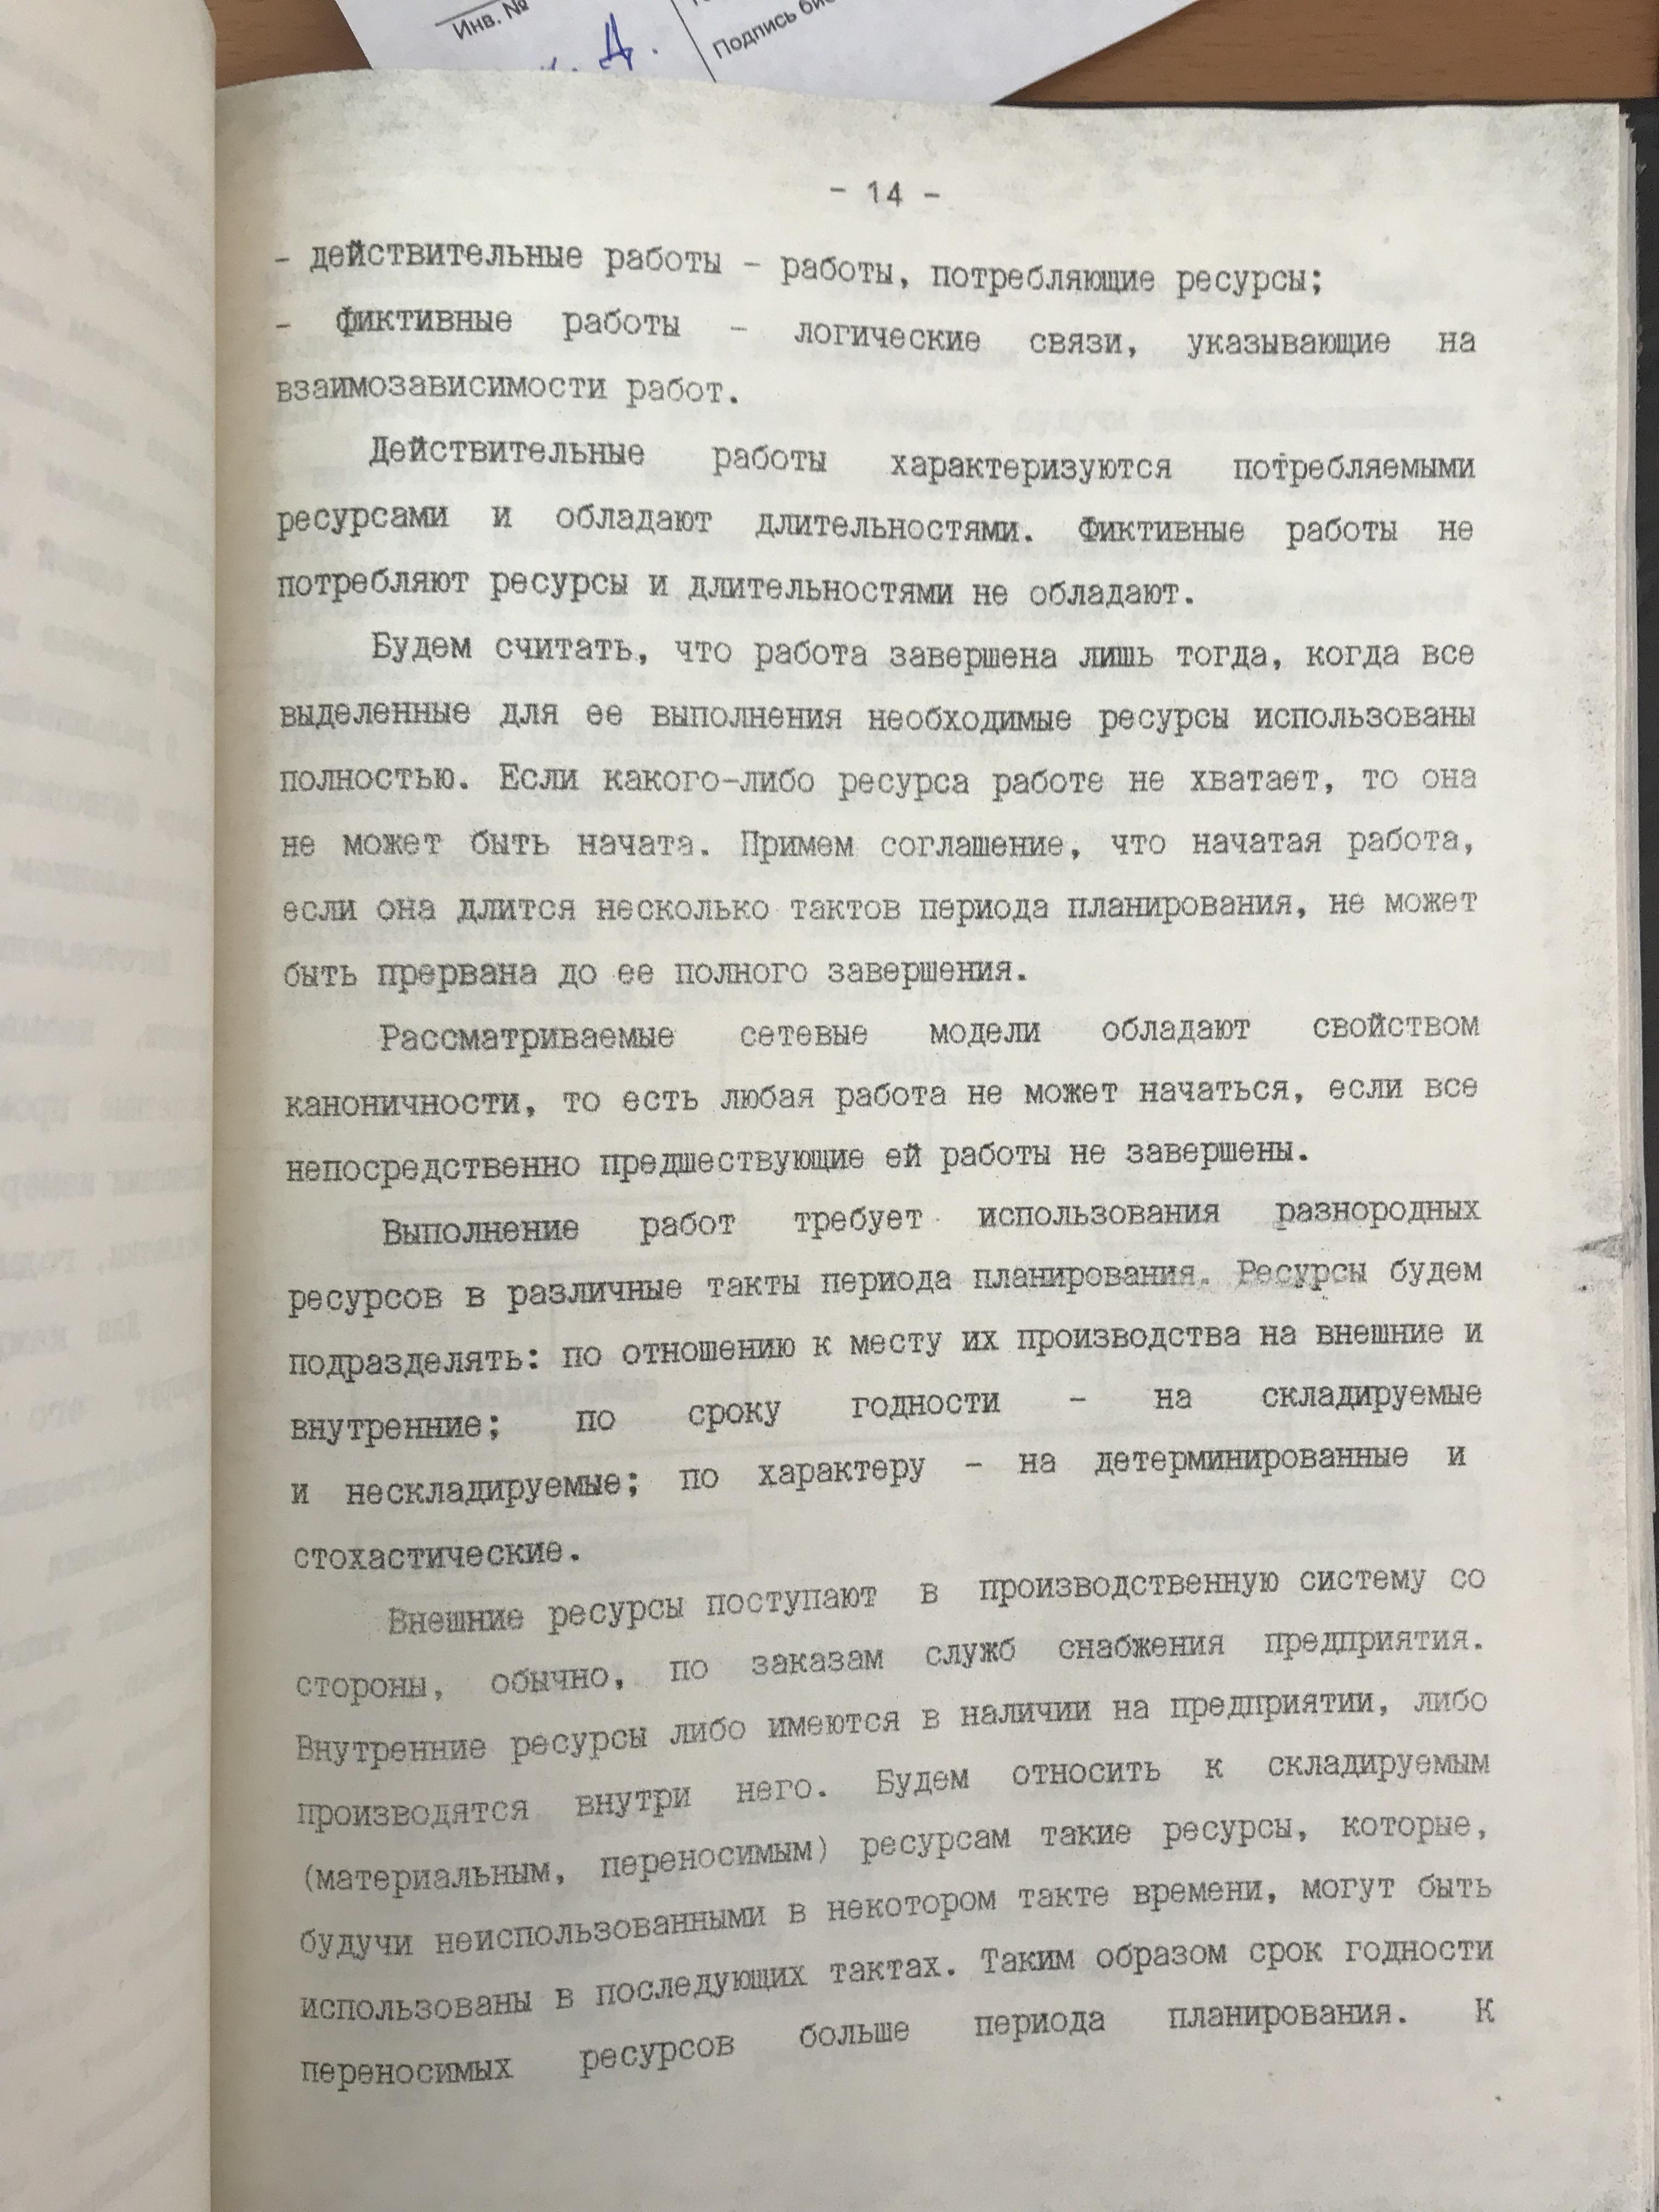 Инв. №
Д.
Подпись
- 14 -
- действительные работы - работы, потребляющие ресурсы;
- фиктивные работы - логические связи, указывающие на
взаимозависимости работ.
Действительные работы характеризуются потребляемыми
ресурсами и обладают длительностями. Фиктивные работы не
потребляют ресурсы и длительностями не обладают.
Будем считать, что работа завершена лишь тогда, когда все
выделенные для ее выполнения необходимые ресурсы использованы
полностью. Если какого-либо ресурса работе не хватает, то она
не может быть начата. Примем соглашение, что начатая работа,
если она длится несколько тактов периода планирования, не может
быть прервана до ее полного завершения.
Рассматриваемые сетевые модели обладают свойством
каноничности, то есть любая работа не может начаться, если все
непосредственно предшествующие ей работы не завершены.
Выполнение работ требует использования разнородных
ресурсов в различные такты периода планирования. Ресурсы будем
подразделять: по отношению к месту их производства на внешние и
внутренние; по сроку годности - на складируемые
и нескладируемые; по характеру - на детерминированные и
стохастические.
Внешние ресурсы поступают в производственную систему со
стороны, обычно, по заказам служб снабжения предприятия.
Внутренние ресурсы либо имеются в наличии на предприятии, либо
производятся внутри него. Будем относить к складируемым
(материальным, переносимым) ресурсам такие ресурсы, которые,
будучи неиспользованными в некотором такте времени, могут быть
использованы в последующих тактах. Таким образом срок годности
переносимых ресурсов больше периода планирования. К